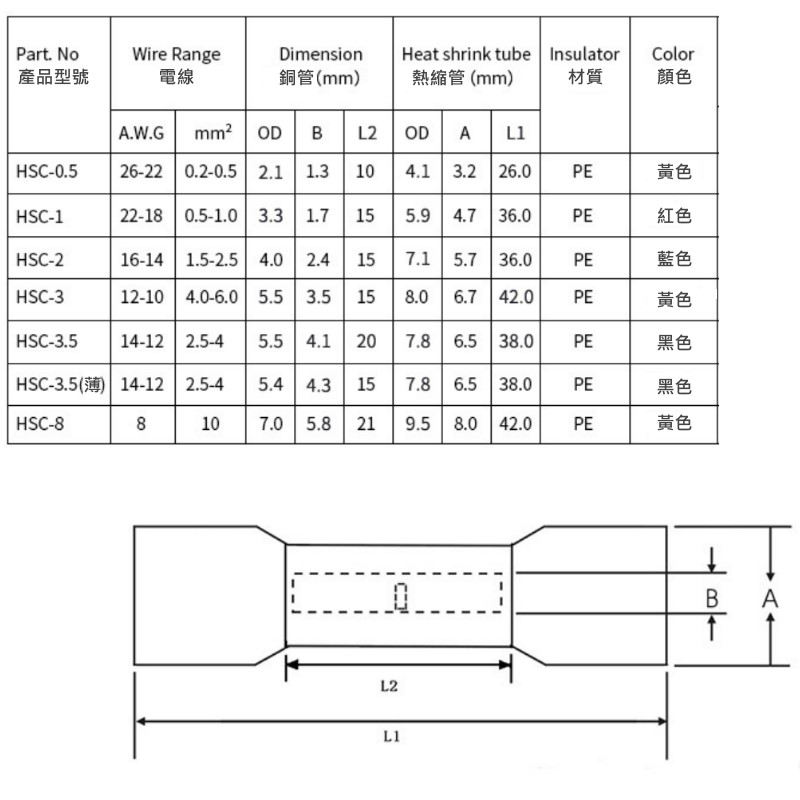 Part. No Wire Range Dimension Heat shrink tube Insulator Color
產品型號 電線 銅管(mm) 熱縮管 (mm) 材質 顏色
A.W.G mm² OD B L2 OD A L1
HSC-0.5 26-22 0.2-0.5 2.1 1.3 10 4.1 3.2 26.0 PE 黃色
HSC-1 22-18 0.5-1.0 3.3 1.7 15 5.9 4.7 36.0 PE 紅色
HSC-2 16-14 1.5-2.5 4.0 2.4 15 7.1 5.7 36.0 PE 藍色
HSC-3 12-10 4.0-6.0 5.5 3.5 15 8.0 6.7 42.0 PE 黃色
HSC-3.5 14-12 2.5-4 5.5 4.1 20 7.8 6.5 38.0 PE 黑色
HSC-3.5(薄) 14-12 2.5-4 5.4 4.3 15 7.8 6.5 38.0 PE 黑色
HSC-8 8 10 7.0 5.8 21 9.5 8.0 42.0 PE 黃色
B A
L2
L1